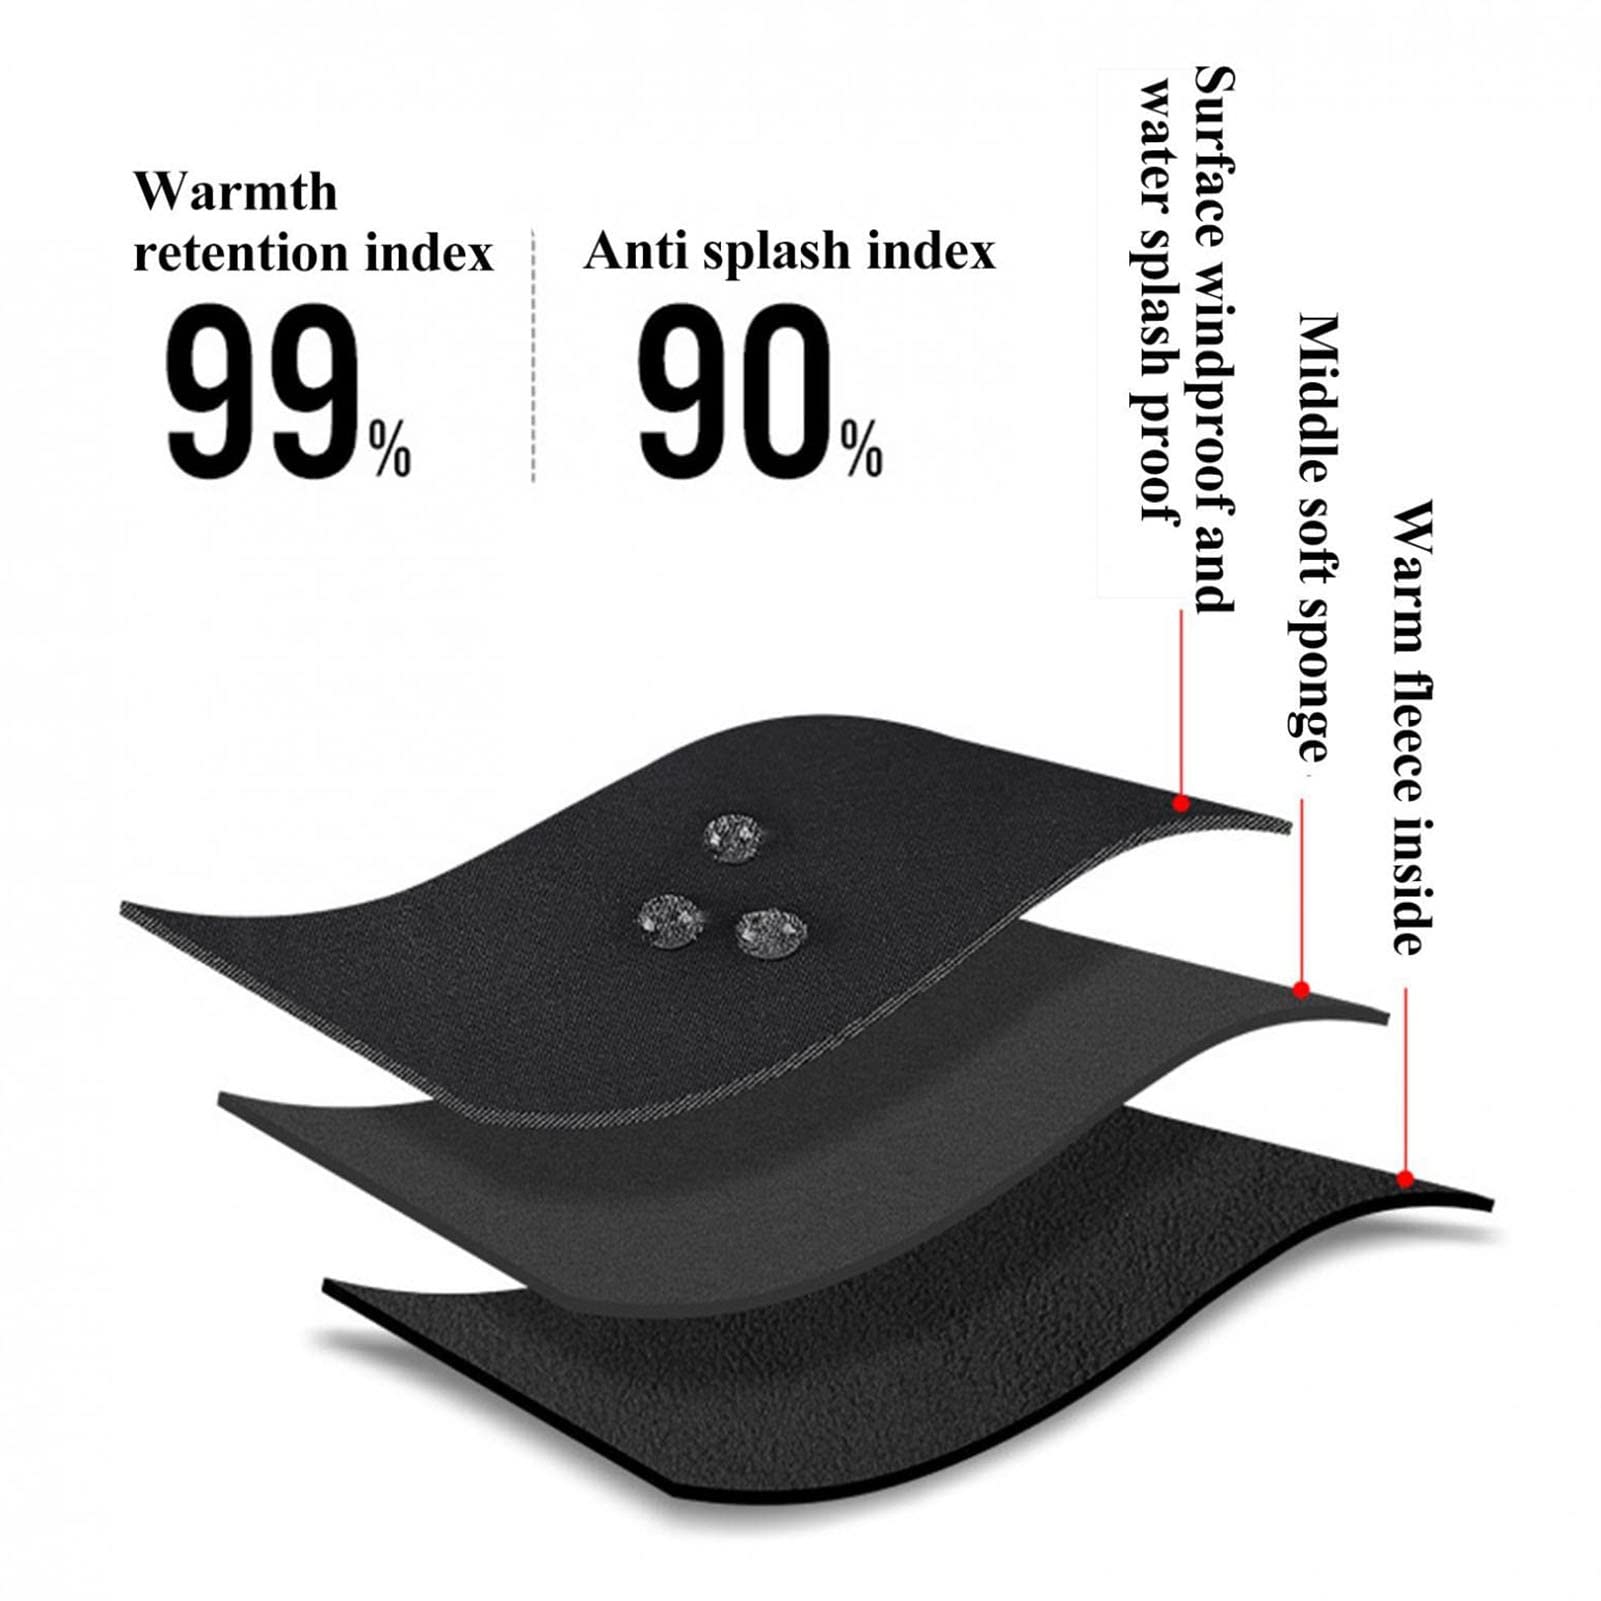 Warmth
retention index
99%
Anti splash index
90%
Surface windproof and
water splash proof
Middle soft sponge
Warm fleece inside